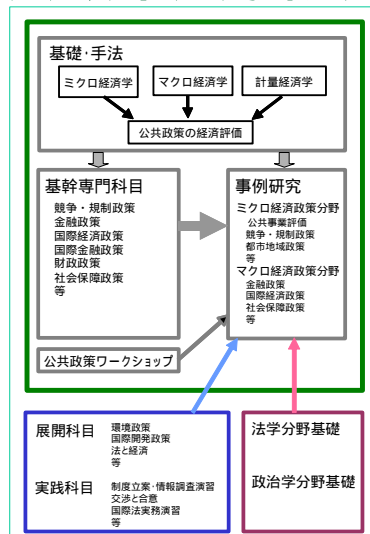 基礎・手法
ミクロ経済学
マクロ経済学
計量経済学
公共政策の経済評価
基幹専門科目
競争・規制政策
金融政策
国際経済政策
国際金融政策
財政政策
社会保障政策
等
事例研究
ミクロ経済政策分野
公共事業評価
競争・規制政策
都市地域政策
等
マクロ経済政策分野
金融政策
国際経済政策
社会保障政策
等
公共政策ワークショップ
展開科目
環境政策
国際開発政策
法と経済
等
実践科目
制度立案・情報調査演習
交渉と合意
国際法実務演習
等
法学分野基礎
政治学分野基礎